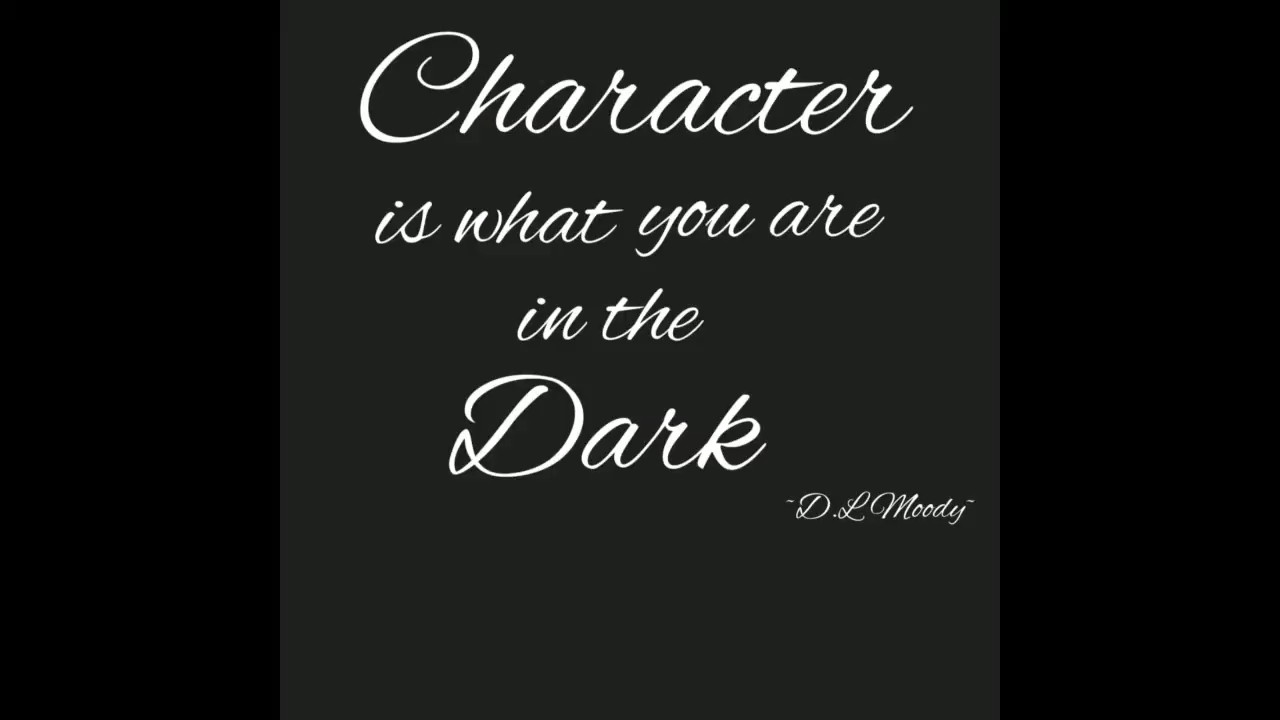 Character
is what you are
in the
Dark
~D.L Moody~